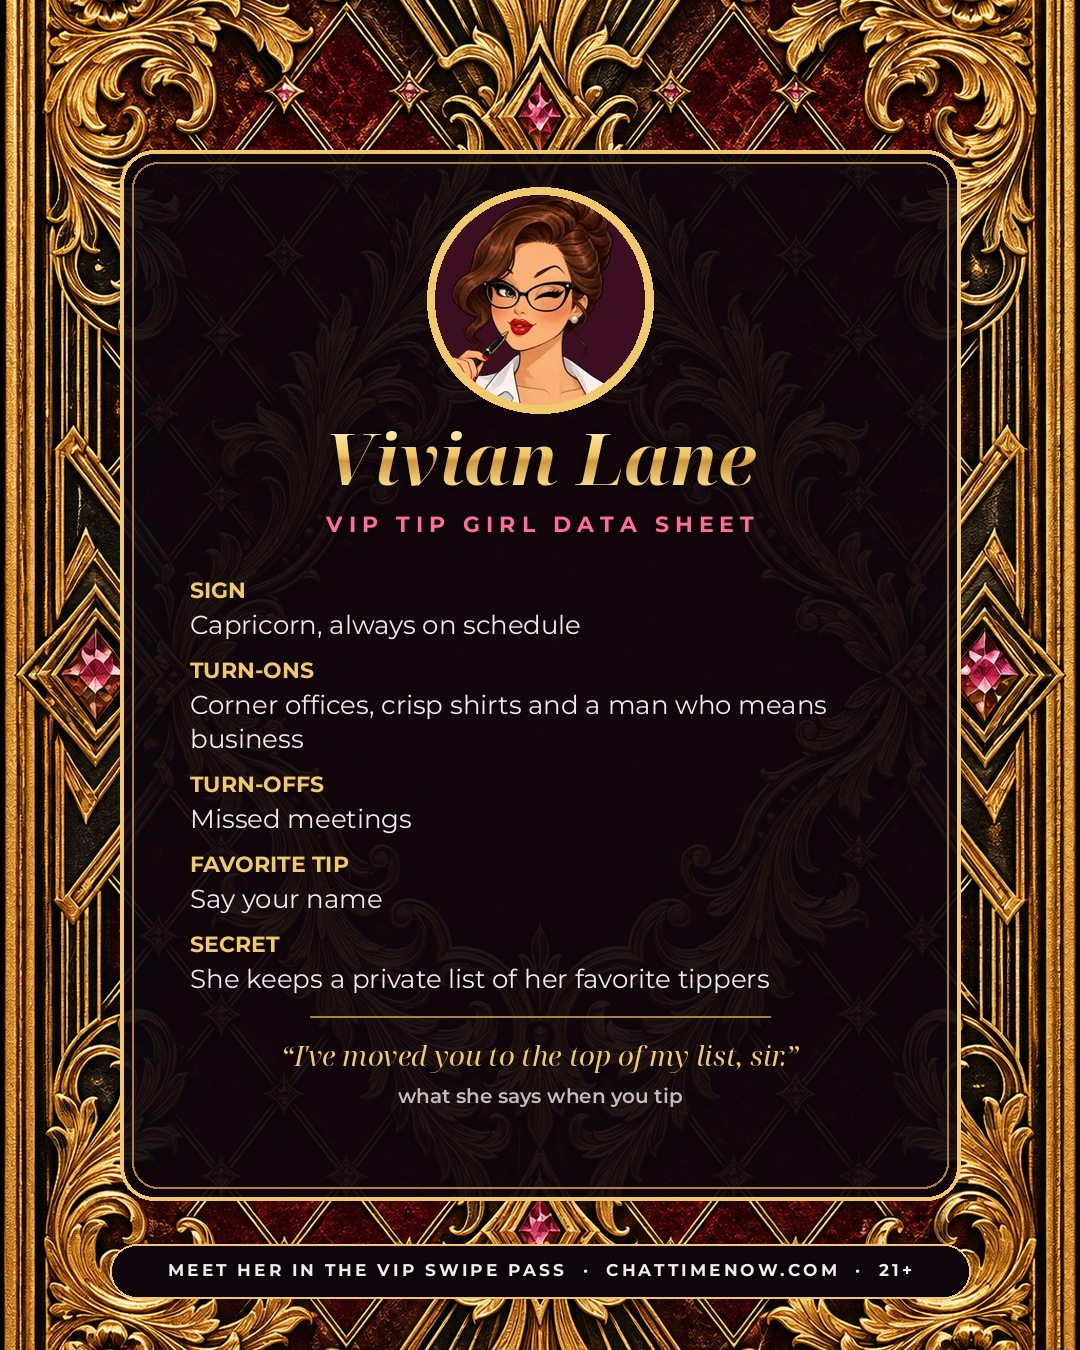 Vivian Lane
VIP TIP GIRL DATA SHEET
SIGN
Capricorn, always on schedule
TURN-ONS
Corner offices, crisp shirts and a man who means
business
TURN-OFFS
Missed meetings
FAVORITE TIP
Say your name
SECRET
She keeps a private list of her favorite tippers
“I've moved you to the top of my list, sir.”
what she says when you tip
MEET HER IN THE VIP SWIPE PASS · CHATTIMENOW.COM · 21+